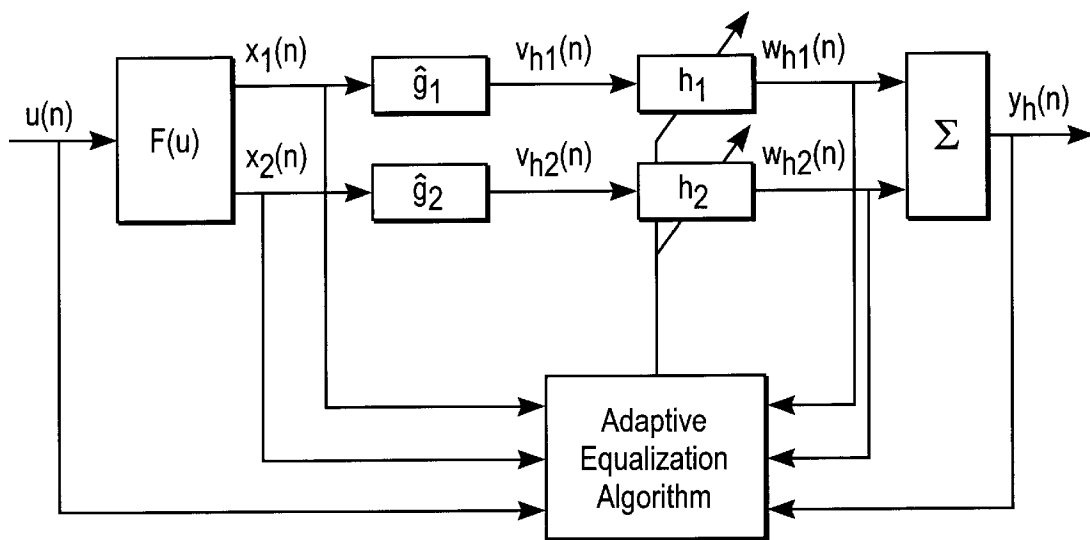 u(n)
F(u)
x1(n)
x2(n)
ĝ1
ĝ2
vh1(n)
vh2(n)
h1
h2
wh1(n)
wh2(n)
Σ
yh(n)
Adaptive
Equalization
Algorithm